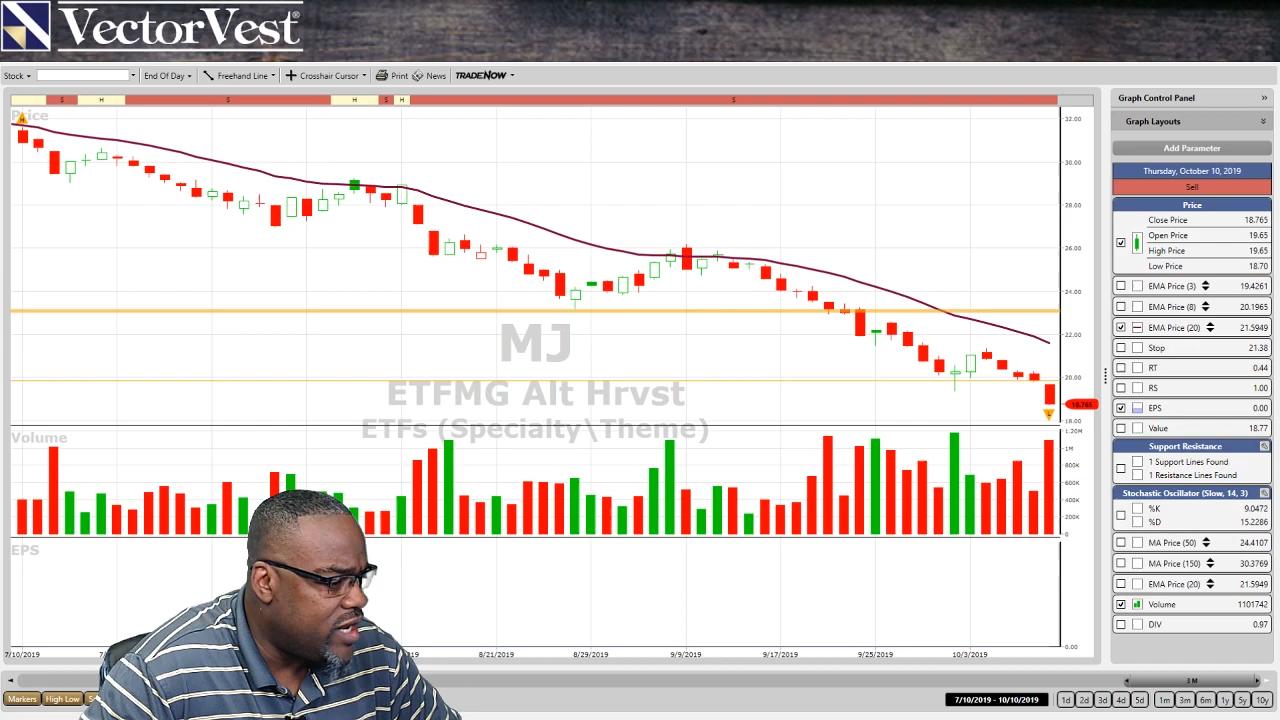 VectorVest®
Stock
End Of Day
Freehand Line
Crosshair Cursor
Print
News
TRADENOW
S H S H S H S
Price
32.00
30.00
28.00
26.00
24.00
22.00
20.00
18.765
18.00
MJ
ETFMG Alt Hrvst
ETFs (Specialty\Theme)
Volume
1.20M
1M
800K
600K
400K
200K
0
EPS
0.00
7/10/2019
8/21/2019
8/29/2019
9/9/2019
9/17/2019
9/25/2019
10/3/2019
3 M
Markers
High Low
7/10/2019 - 10/10/2019
1d 2d 3d 4d 5d 1m 3m 6m 1y 5y 10y
Graph Control Panel
Graph Layouts
Add Parameter
Thursday, October 10, 2019
Sell
Price
Close Price 18.765
Open Price 19.65
High Price 19.65
Low Price 18.70
EMA Price (3) 19.4261
EMA Price (8) 20.1965
EMA Price (20) 21.5949
Stop 21.38
RT 0.44
RS 1.00
EPS 0.00
Value 18.77
Support Resistance
1 Support Lines Found
1 Resistance Lines Found
Stochastic Oscillator (Slow, 14, 3)
%K 9.0472
%D 15.2286
MA Price (50) 24.4107
MA Price (150) 30.3769
EMA Price (20) 21.5949
Volume 1101742
DIV 0.97